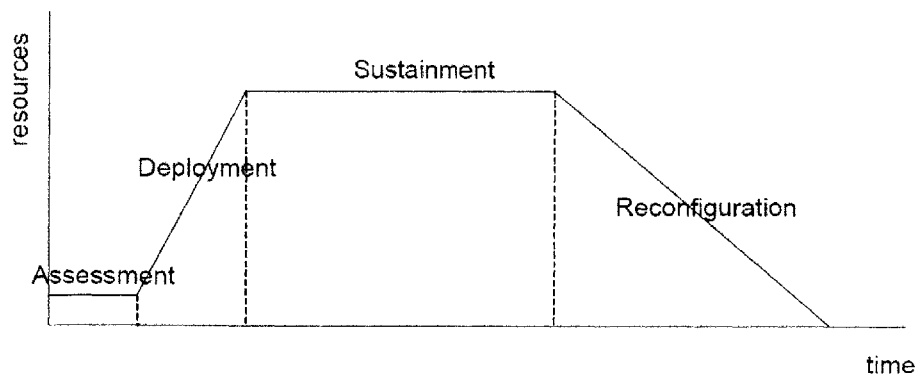 resources
Sustainment
Deployment
Reconfiguration
Assessment
time